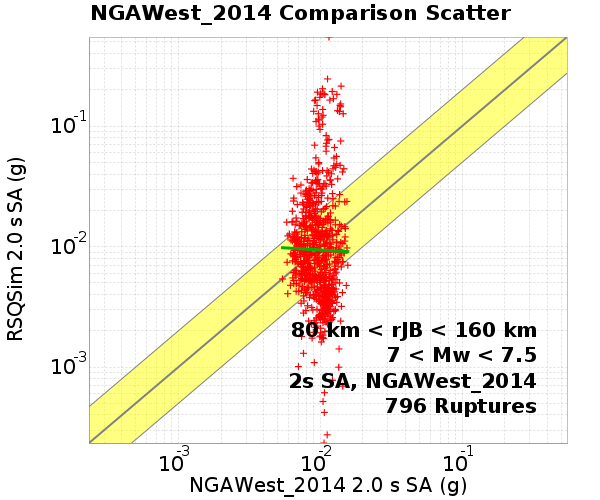 NGAWest_2014 Comparison Scatter
RSQSim 2.0 s SA (g)
10-1
10-2
10-3
80 km < rJB < 160 km
7 < Mw < 7.5
2s SA, NGAWest_2014
796 Ruptures
10-3 10-2 10-1
NGAWest_2014 2.0 s SA (g)